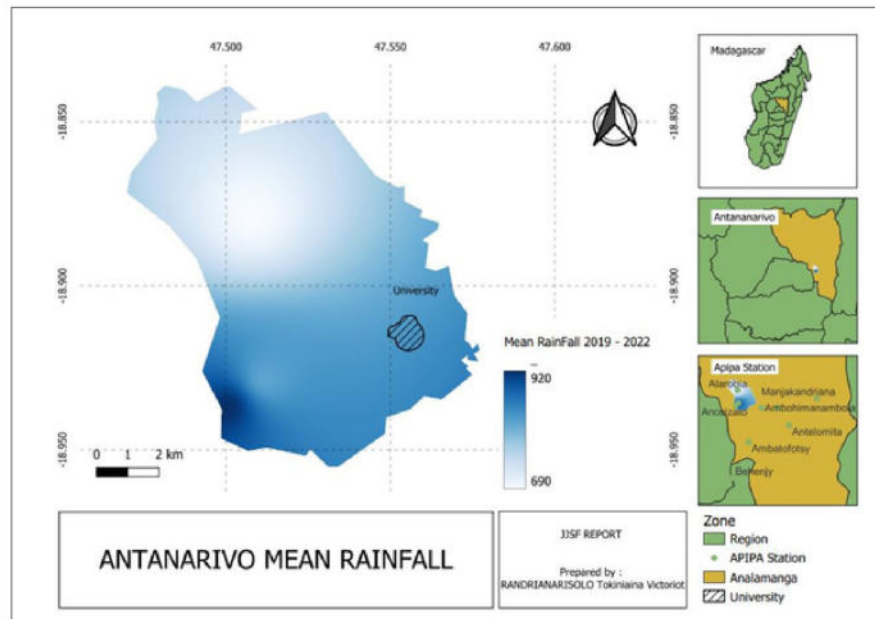 47.500 47.550 47.600
-18.850 -18.850
-18.900 -18.900
-18.950 -18.950
University
Mean RainFall 2019 - 2022
920
690
0 1 2 km
Madagascar
Antananarivo
Apipa Station
Alarobia
Manjakandriana
Anosizato
Ambohimanambola
Antelomita
Ambatofotsy
Behenjy
Zone
Region
APIPA Station
Analamanga
University
ANTANARIVO MEAN RAINFALL
JJSF REPORT
Prepared by :
RANDRIANARISOLO Tokiniaina Victoriot